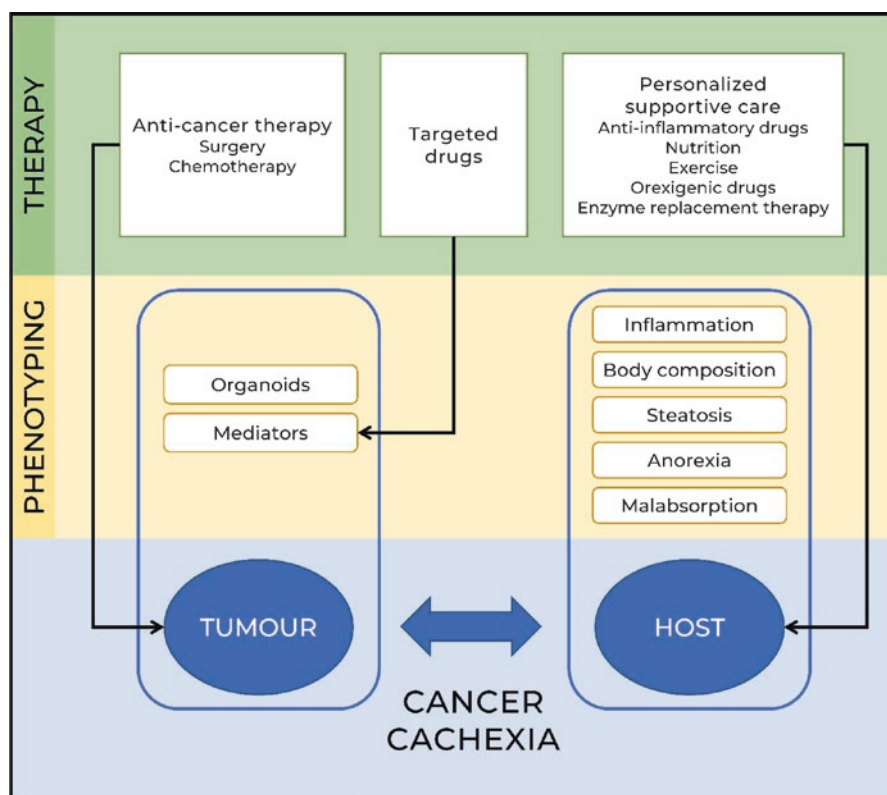 THERAPY
Anti-cancer therapy
Surgery
Chemotherapy
Targeted
drugs
Personalized
supportive care
Anti-inflammatory drugs
Nutrition
Exercise
Orexigenic drugs
Enzyme replacement therapy
PHENOTYPING
Organoids
Mediators
Inflammation
Body composition
Steatosis
Anorexia
Malabsorption
TUMOUR
HOST
CANCER
CACHEXIA